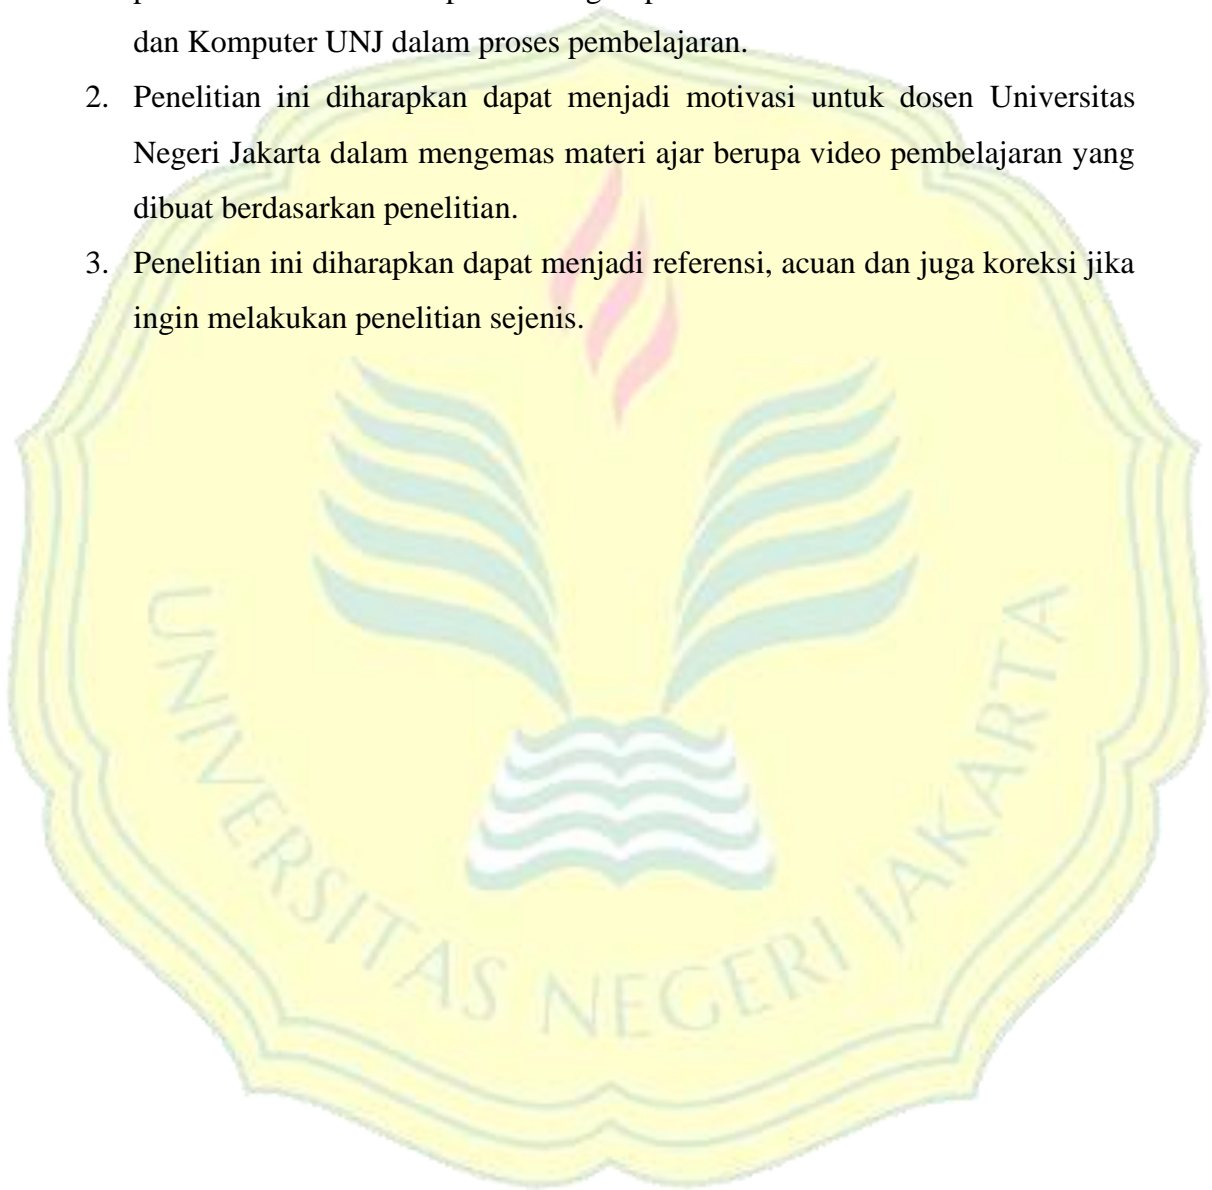 dan Komputer UNJ dalam proses pembelajaran.
2. Penelitian ini diharapkan dapat menjadi motivasi untuk dosen Universitas
Negeri Jakarta dalam mengemas materi ajar berupa video pembelajaran yang
dibuat berdasarkan penelitian.
3. Penelitian ini diharapkan dapat menjadi referensi, acuan dan juga koreksi jika
ingin melakukan penelitian sejenis.
UNIVERSITAS NEGERI JAKARTA